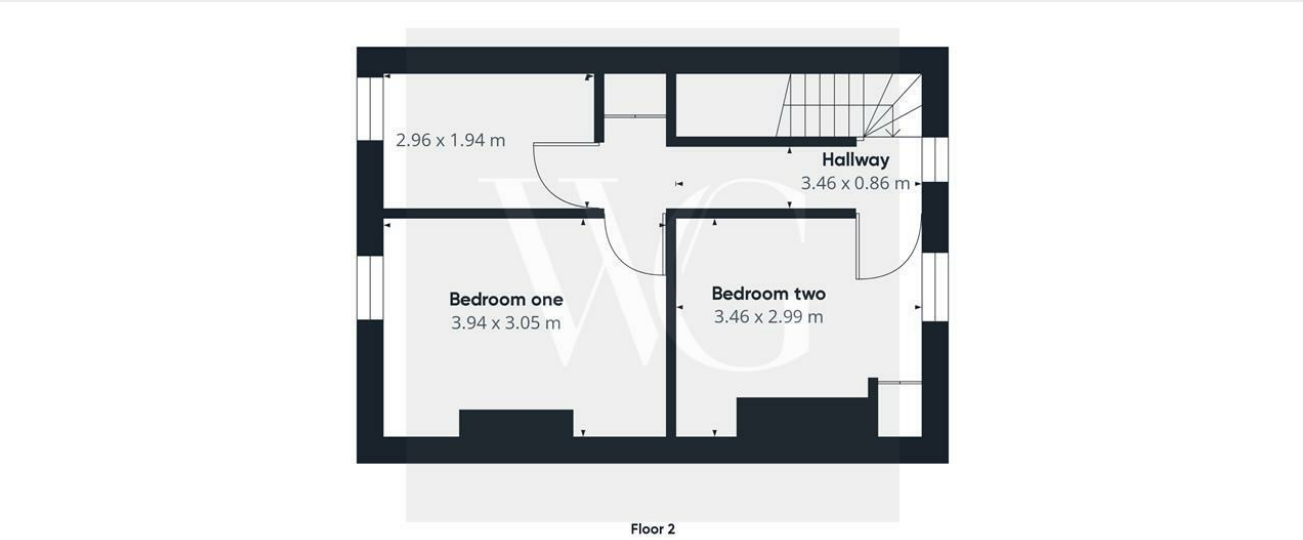 2.96 x 1.94 m
Hallway
3.46 x 0.86 m
Bedroom one
3.94 x 3.05 m
Bedroom two
3.46 x 2.99 m
WG
Floor 2